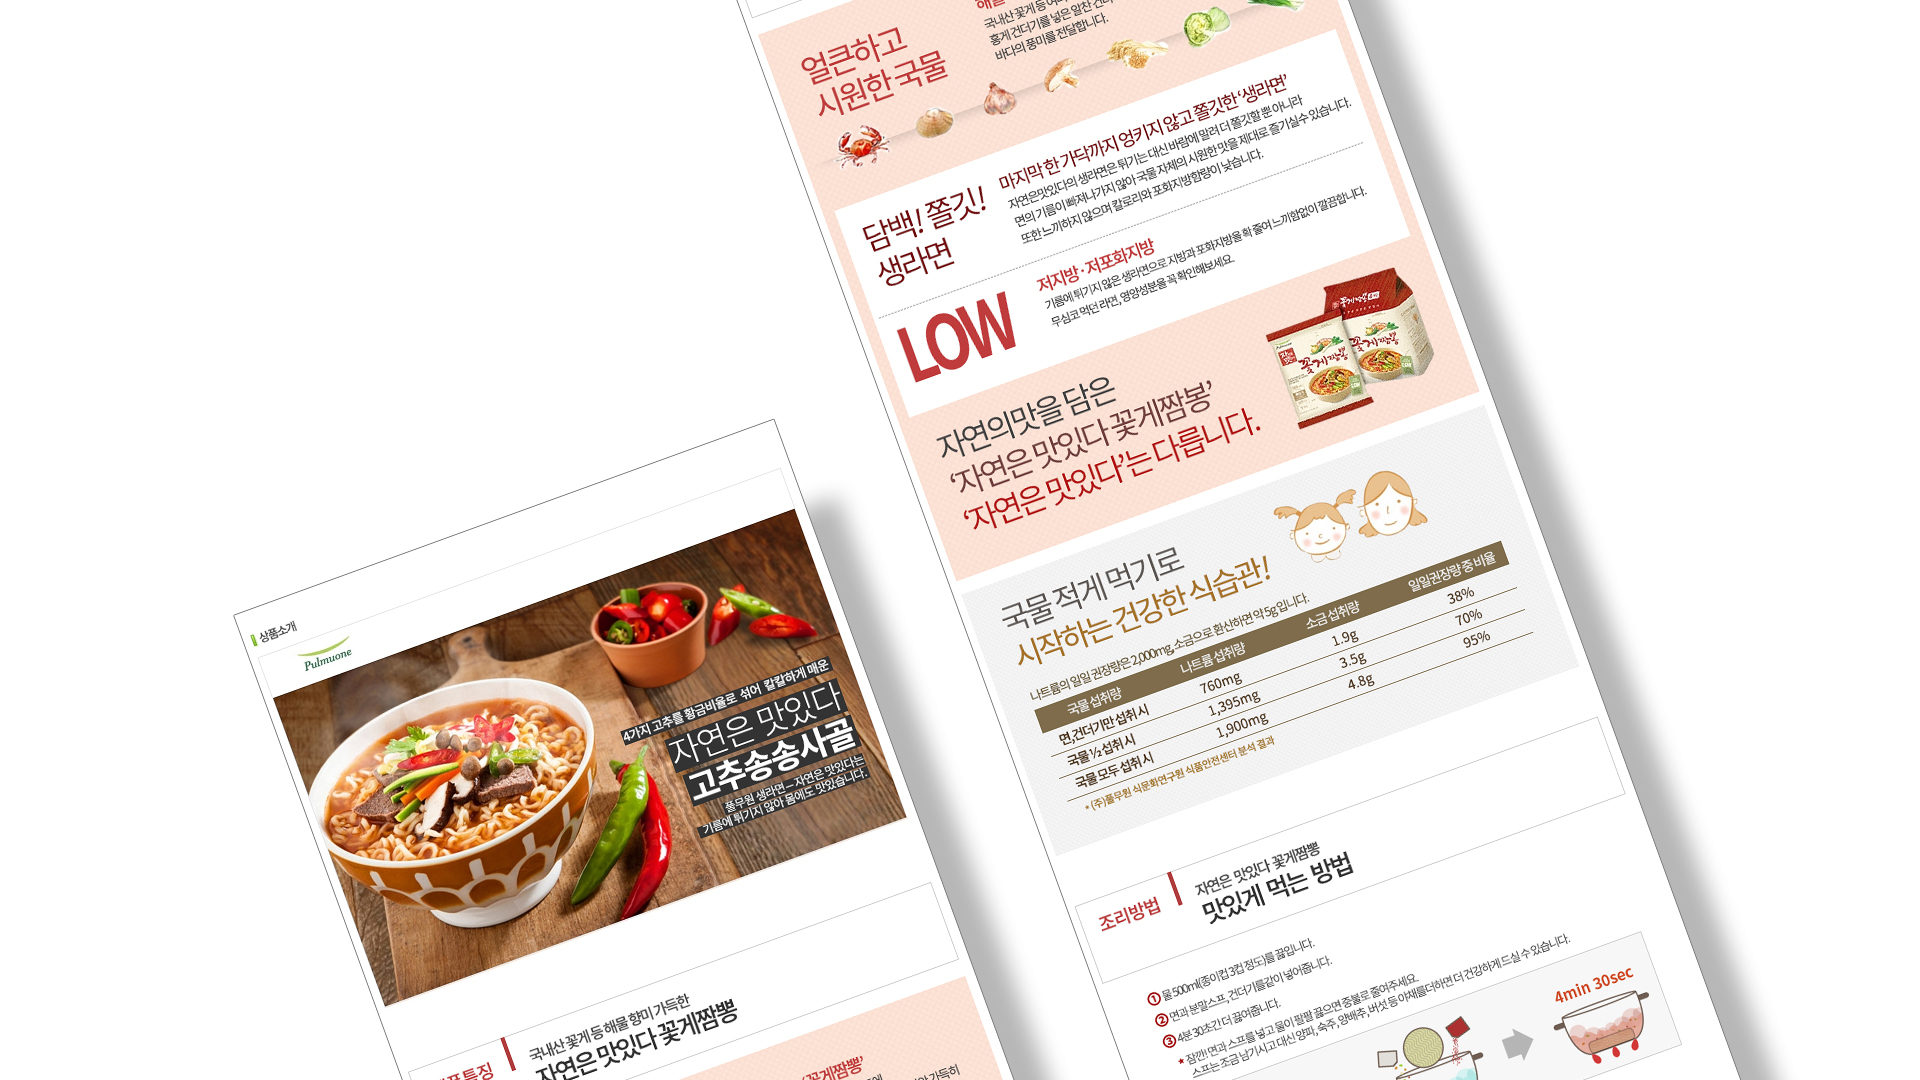 상품소개
Pulmuone
4가지 고추를 황금비율로 섞어 칼칼하게 매운
자연은 맛있다
고추송송사골
풀무원 생라면 – 자연은 맛있다는
기름에 튀기지 않아 몸에도 맛있습니다.
특징
국내산 꽃게 등 해물 향미 가득한
자연은 맛있다 꽃게짬뽕
꽃게짬뽕’
가득히
얼큰하고
시원한 국물
국내산 꽃게 등
홍게 건더기를 넣은 알찬
바다의 풍미를 전달합니다.
담백! 쫄깃!
생라면
마지막 한 가닥까지 엉키지 않고 쫄깃한 ‘생라면’
자연은맛있다의 생라면은 튀기는 대신 바람에 말려 더 쫄깃할 뿐 아니라
면의 기름이 빠져나가지 않아 국물 자체의 시원한 맛을 제대로 즐기실수 있습니다.
또한 느끼하지 않으며 칼로리와 포화지방함량이 낮습니다.
LOW
저지방·저포화지방
기름에 튀기지 않은 생라면으로 지방과 포화지방을 확 줄여 느끼함없이 깔끔합니다.
무심코 먹던 라면, 영양성분을 꼭 확인해보세요.
꽃게짬뽕
Pulmuone
꽃게짬뽕
꽃게짬뽕
자연의맛을 담은
‘자연은 맛있다 꽃게짬봉’
‘자연은 맛있다’는 다릅니다.
국물 적게 먹기로
시작하는 건강한 식습관!
나트륨의 일일 권장량은 2,000mg, 소금으로 환산하면 약 5g 입니다.
국물 섭취량 나트륨 섭취량 소금 섭취량 일일권장량 중 비율
면,건더기만 섭취 시 760mg 1.9g 38%
국물 ½ 섭취 시 1,395mg 3.5g 70%
국물 모두 섭취 시 1,900mg 4.8g 95%
* (주)풀무원 식문화연구원 식품안전센터 분석 결과
조리방법
자연은 맛있다 꽃게짬뽕
맛있게 먹는 방법
① 물 500ml(종이컵 3컵 정도)를 끓입니다.
② 면과 분말스프, 건더기를같이 넣어줍니다.
③ 4분 30초간 더 끓여줍니다.
★ 잠깐! 면과 스프를 넣고 물이 팔팔 끓으면 중불로 줄여주세요.
스프는 조금 남기시고 대신 양파, 숙주, 양배추, 버섯 등 야채를더하면 더 건강하게 드실 수 있습니다.
4min 30sec